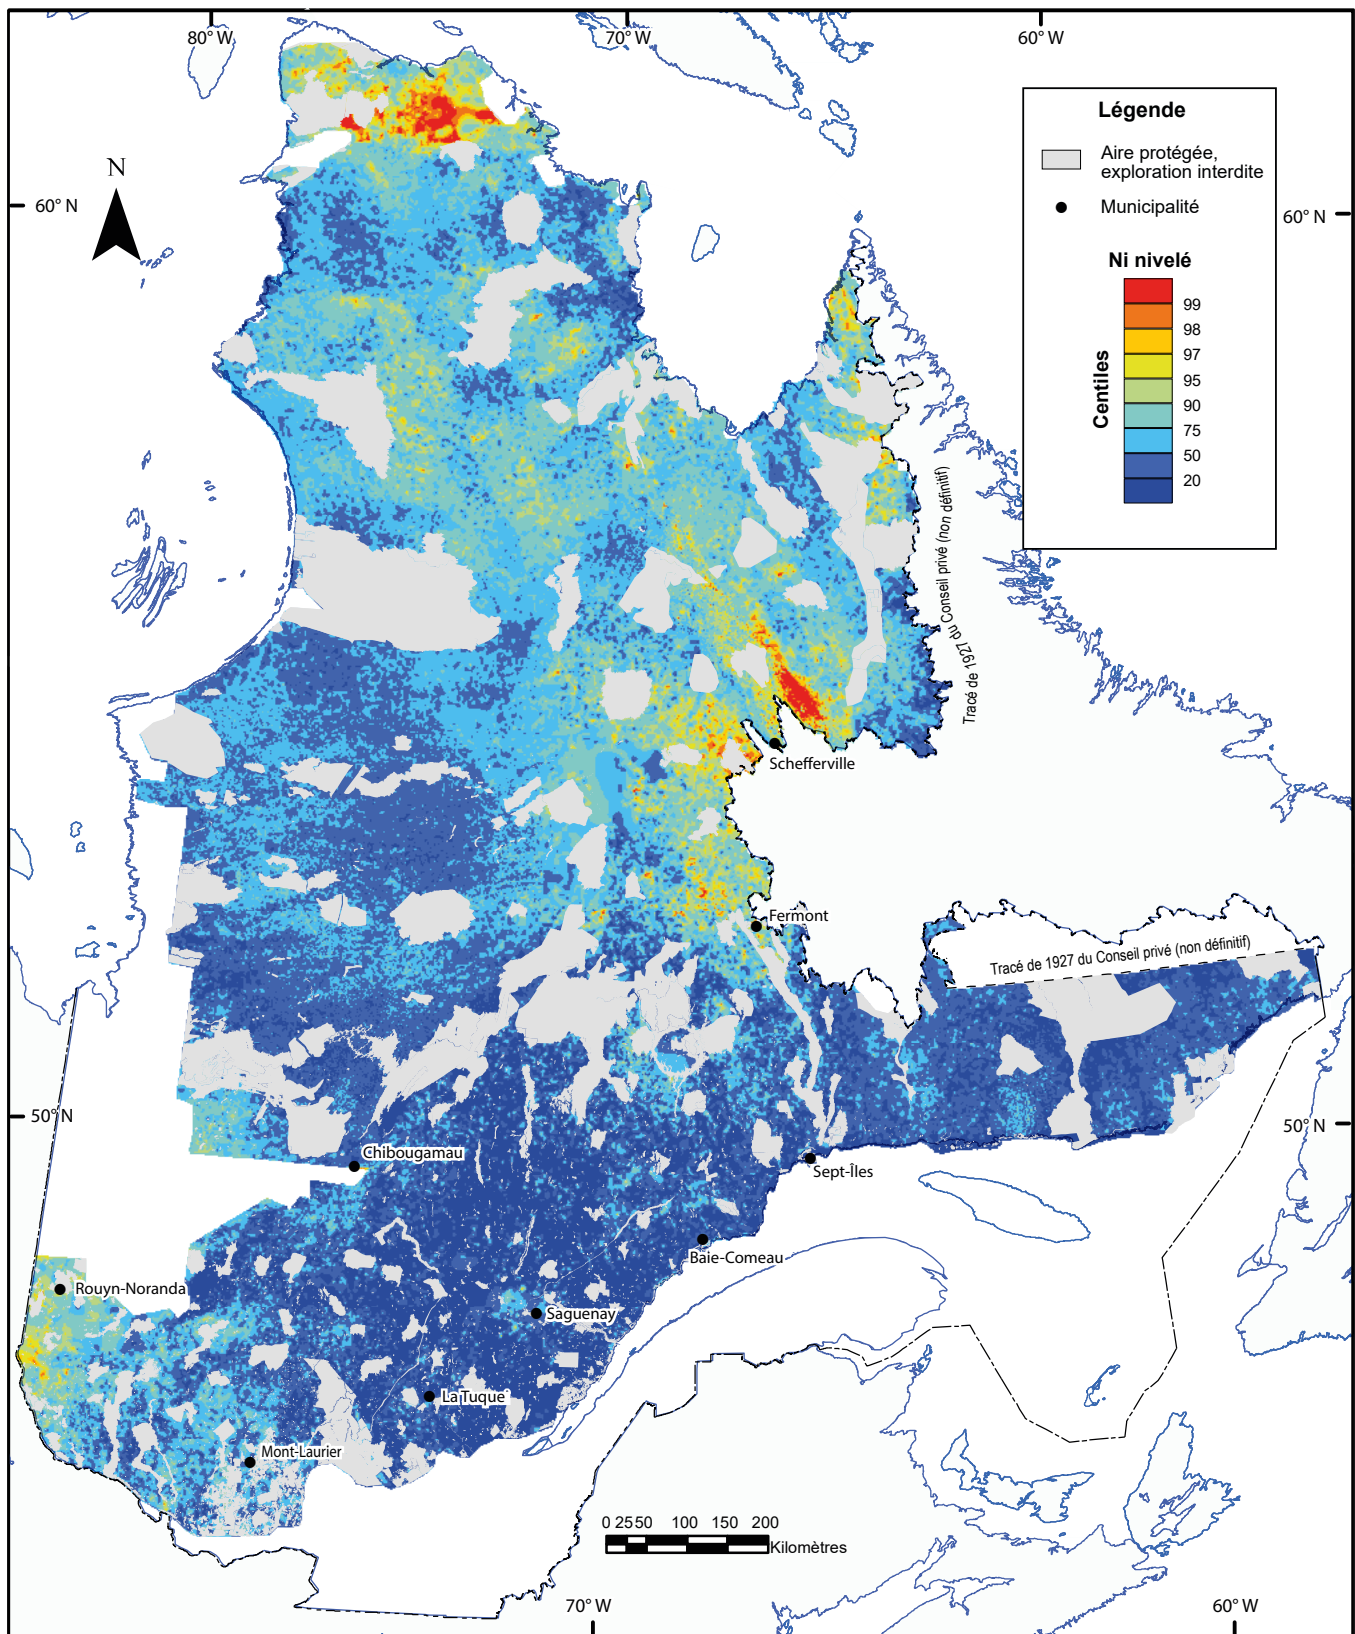 80° W
70° W
60° W
Légende
Aire protégée,
exploration interdite
Municipalité
N
60° N
60° N
Ni nivelé
Centiles
99
98
97
95
90
75
50
20
Tracé de 1927 du Conseil privé (non définitif)
Schefferville
Fermont
Tracé de 1927 du Conseil privé (non définitif)
50° N
50° N
Chibougamau
Sept-Îles
Baie-Comeau
Rouyn-Noranda
Saguenay
La Tuque
Mont-Laurier
0 25 50 100 150 200
Kilomètres
70° W
60° W